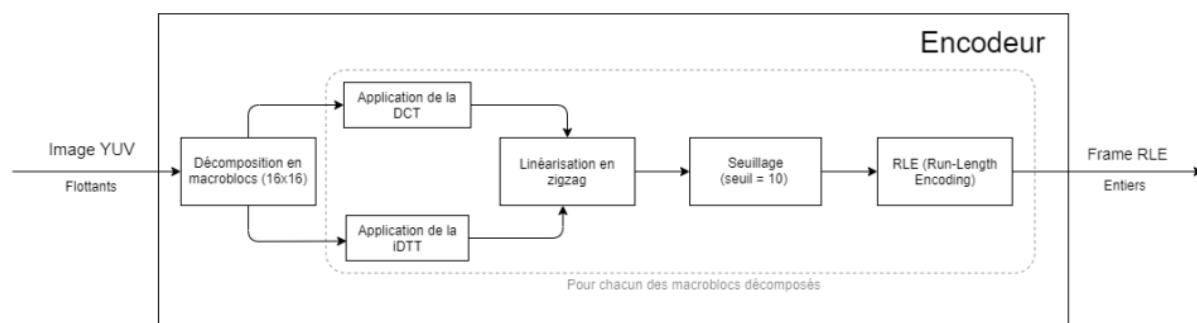 Encodeur
Image YUV
Flottants
Décomposition en
macroblocs (16x16)
Application de la
DCT
Application de la
iDTT
Linéarisation en
zigzag
Seuillage
(seuil = 10)
RLE (Run-Length
Encoding)
Frame RLE
Entiers
Pour chacun des macroblocs décomposés